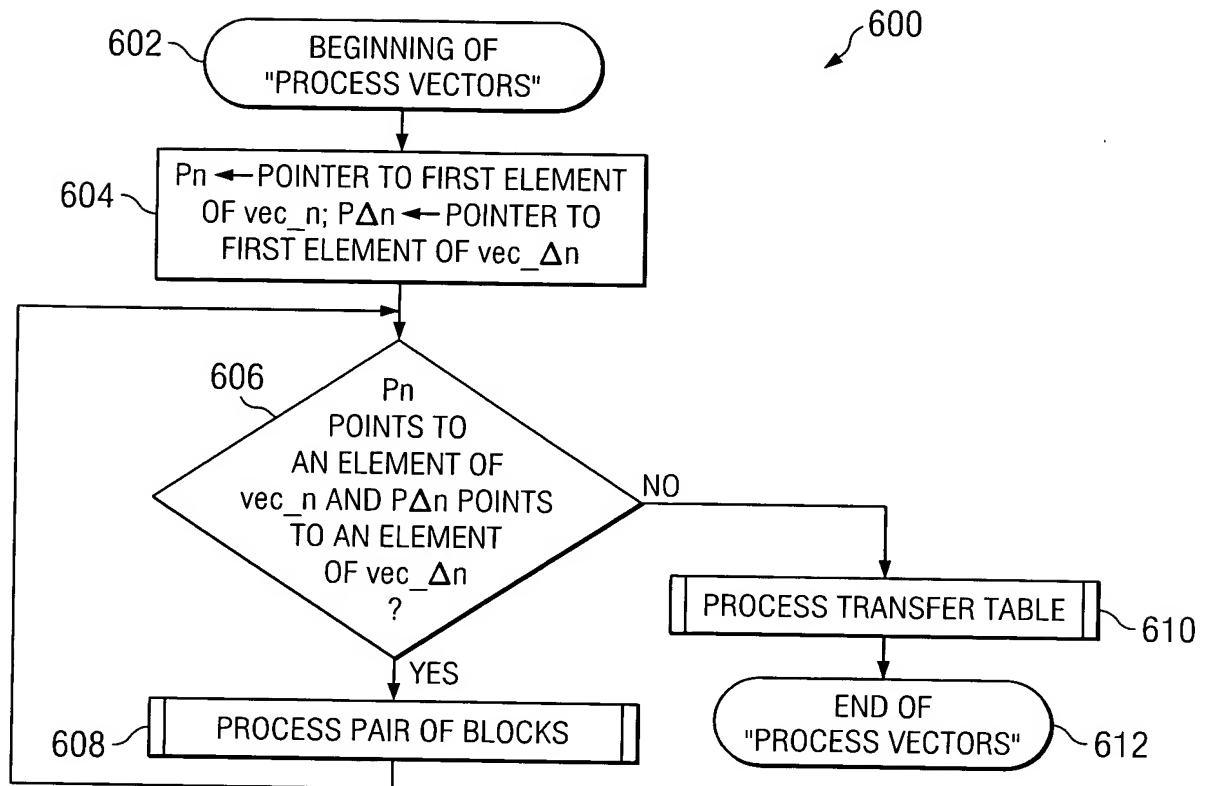 600
602
BEGINNING OF
"PROCESS VECTORS"
604
Pn ← POINTER TO FIRST ELEMENT
OF vec_n; PΔn ← POINTER TO
FIRST ELEMENT OF vec_Δn
606
Pn
POINTS TO
AN ELEMENT OF
vec_n AND PΔn POINTS
TO AN ELEMENT
OF vec_Δn
?
NO
YES
PROCESS TRANSFER TABLE
610
608
PROCESS PAIR OF BLOCKS
END OF
"PROCESS VECTORS"
612